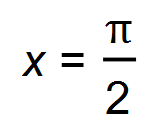 x = π/2